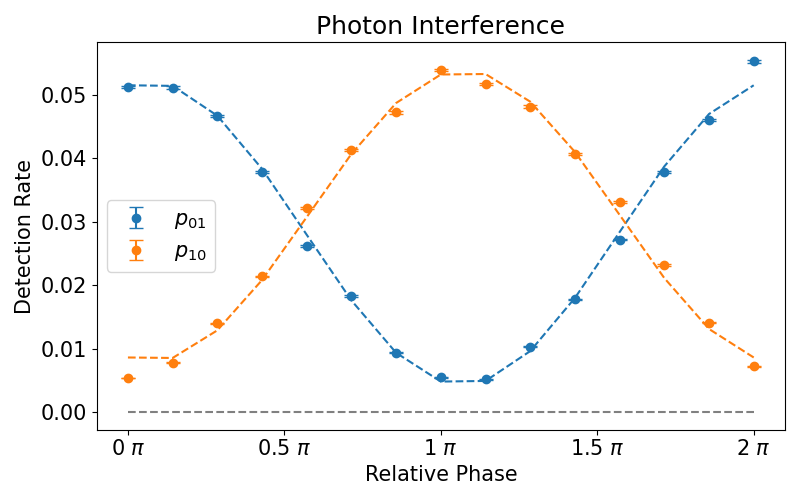 Photon Interference
Detection Rate
0.05
0.04
0.03
0.02
0.01
0.00
p01
p10
0 π
0.5 π
1 π
1.5 π
2 π
Relative Phase